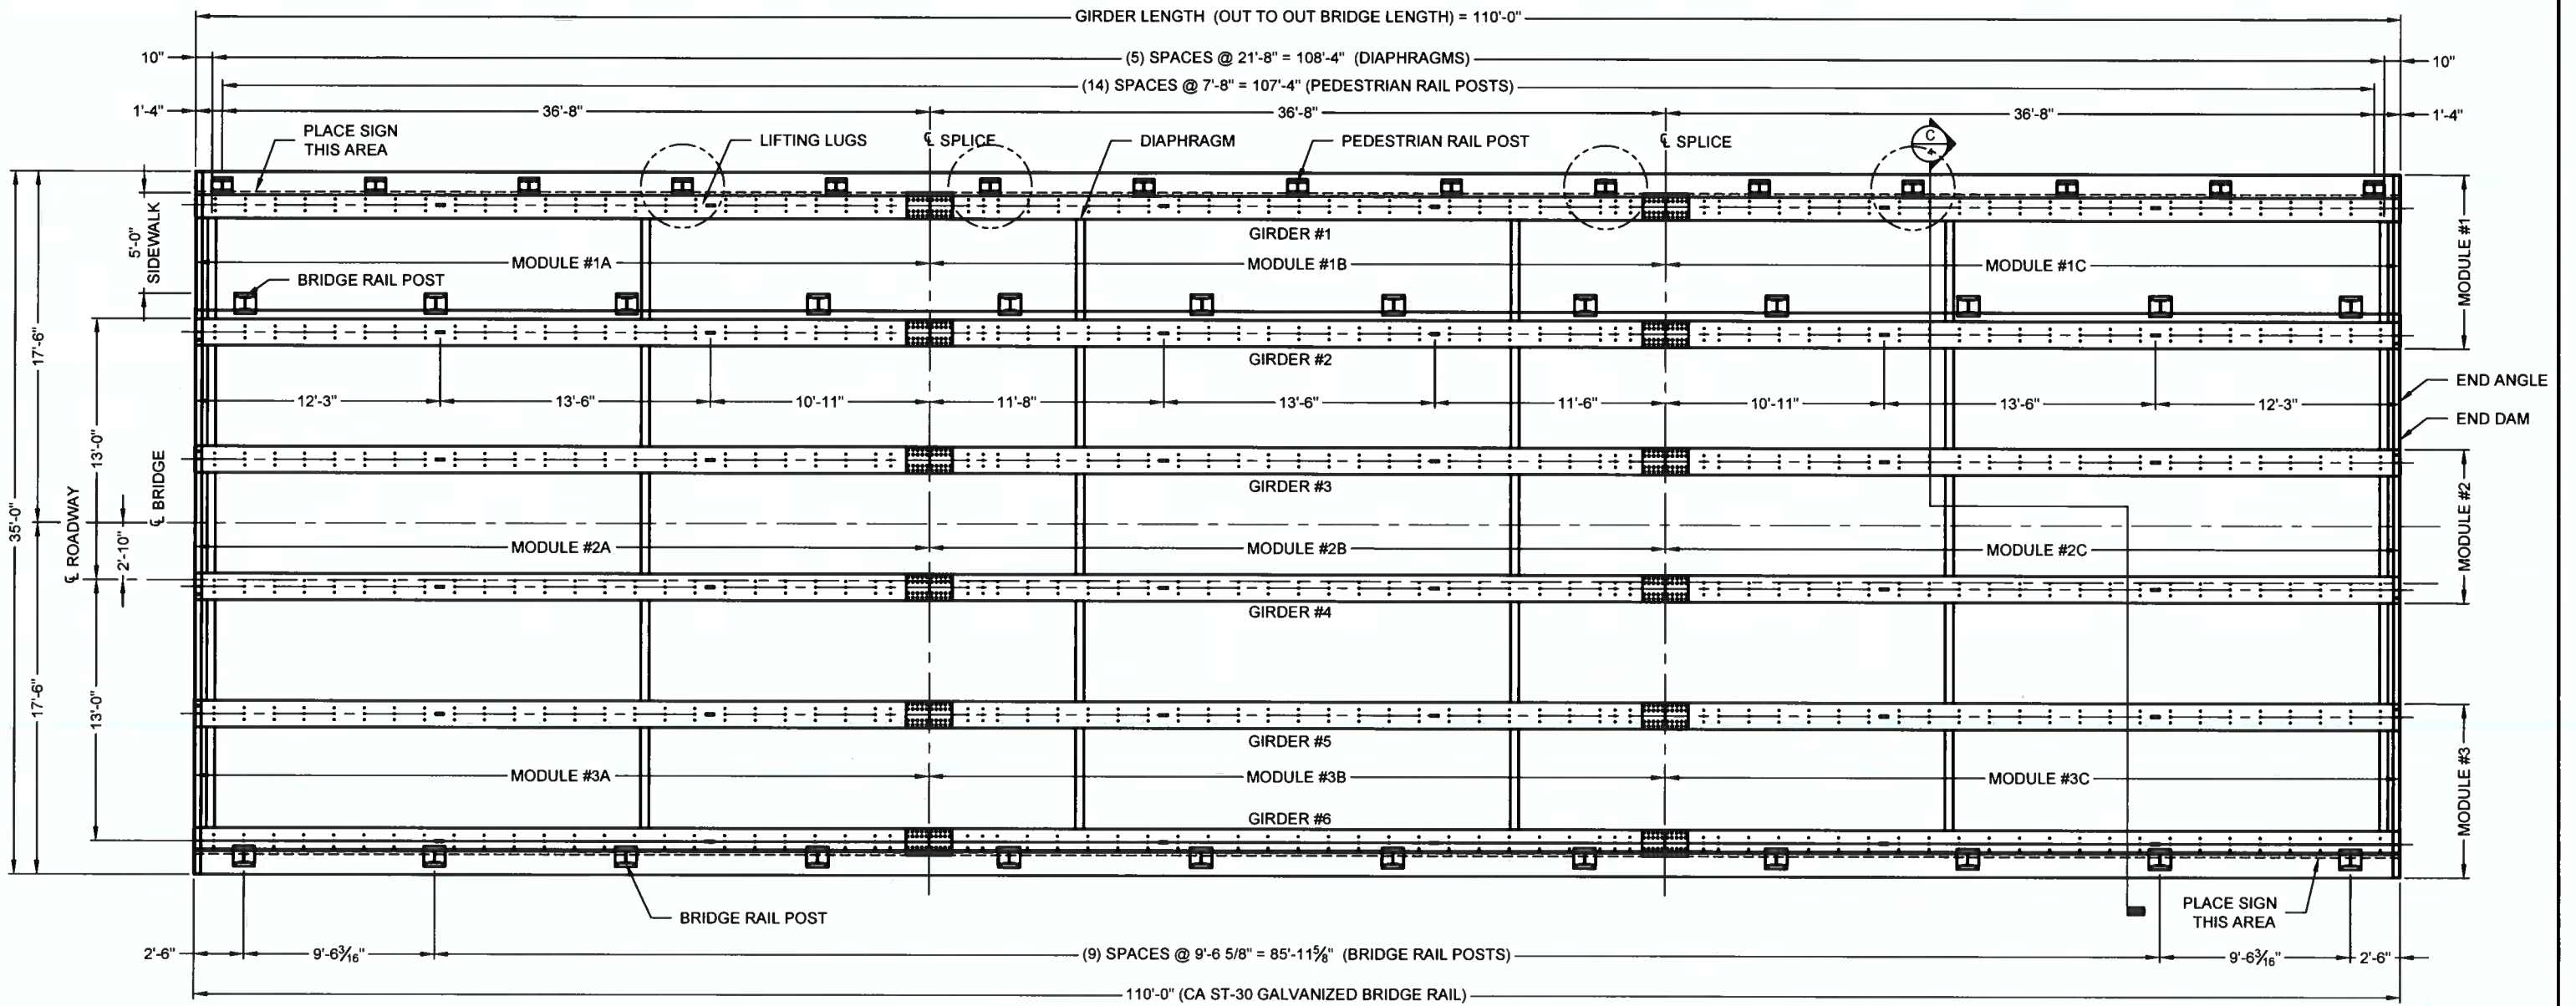 GIRDER LENGTH (OUT TO OUT BRIDGE LENGTH) = 110'-0"
10"
(5) SPACES @ 21'-8" = 108'-4" (DIAPHRAGMS)
10"
(14) SPACES @ 7'-8" = 107'-4" (PEDESTRIAN RAIL POSTS)
1'-4"
36'-8"
36'-8"
36'-8"
1'-4"
PLACE SIGN
THIS AREA
LIFTING LUGS
℄ SPLICE
DIAPHRAGM
PEDESTRIAN RAIL POST
℄ SPLICE
C
4
5'-0"
SIDEWALK
GIRDER #1
MODULE #1A
MODULE #1B
MODULE #1C
MODULE #1
BRIDGE RAIL POST
GIRDER #2
17'-6"
13'-0"
12'-3"
13'-6"
10'-11"
11'-8"
13'-6"
11'-6"
10'-11"
13'-6"
12'-3"
END ANGLE
END DAM
35'-0"
℄ ROADWAY
2'-10"
℄ BRIDGE
GIRDER #3
MODULE #2A
MODULE #2B
MODULE #2C
MODULE #2
GIRDER #4
17'-6"
13'-0"
GIRDER #5
MODULE #3A
MODULE #3B
MODULE #3C
MODULE #3
GIRDER #6
BRIDGE RAIL POST
PLACE SIGN
THIS AREA
2'-6"
9'-6 3/16"
(9) SPACES @ 9'-6 5/8" = 85'-11 5/8" (BRIDGE RAIL POSTS)
9'-6 3/16"
2'-6"
110'-0" (CA ST-30 GALVANIZED BRIDGE RAIL)